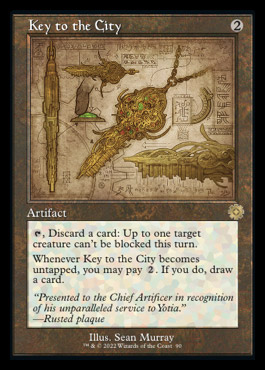 Key to the City 2
Artifact
T, Discard a card: Up to one target
creature can't be blocked this turn.
Whenever Key to the City becomes
untapped, you may pay 2. If you do, draw
a card.
“Presented to the Chief Artificer in recognition
of his unparalleled service to Yotia.”
—Rusted plaque
Illus. Sean Murray
™ & © 2022 Wizards of the Coast 90